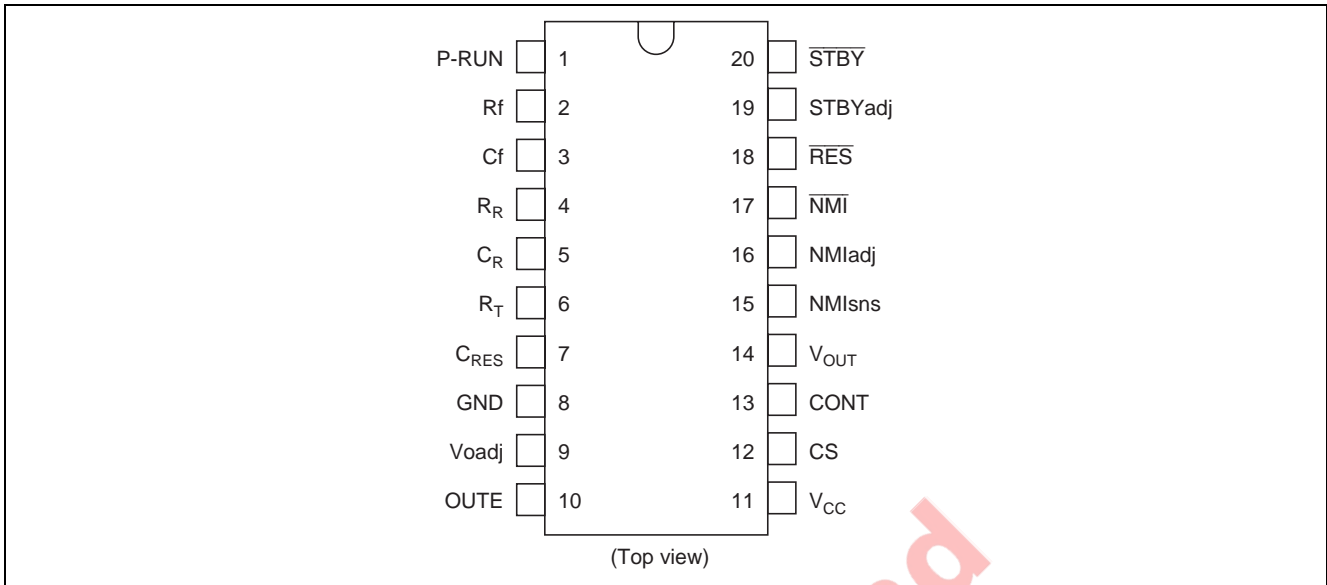 P-RUN 1 20 STBY
Rf 2 19 STBYadj
Cf 3 18 RES
RR 4 17 NMI
CR 5 16 NMIadj
RT 6 15 NMIsns
CRES 7 14 VOUT
GND 8 13 CONT
Voadj 9 12 CS
OUTE 10 11 VCC
(Top view)